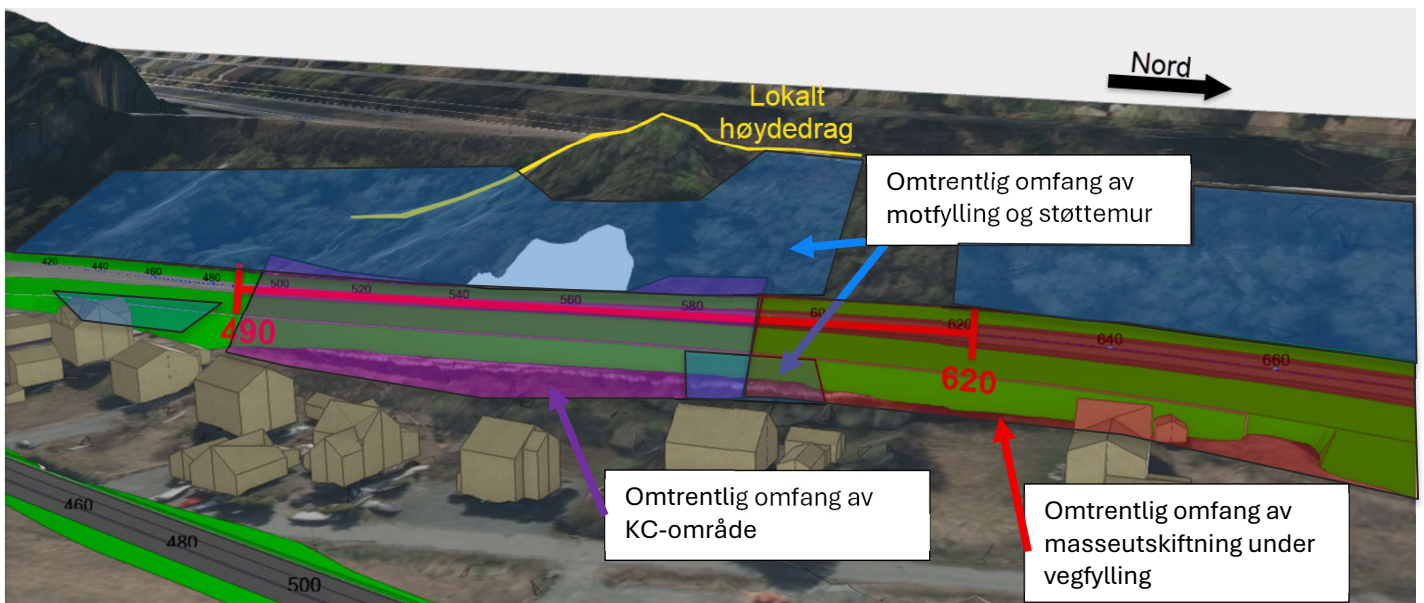 Nord
Lokalt
høydedrag
Omtrentlig omfang av
motfylling og støttemur
420
440
460
480
500
520
540
560
580
620
640
660
490
620
460
480
500
Omtrentlig omfang av
KC-område
Omtrentlig omfang av
masseutskiftning under
vegfylling